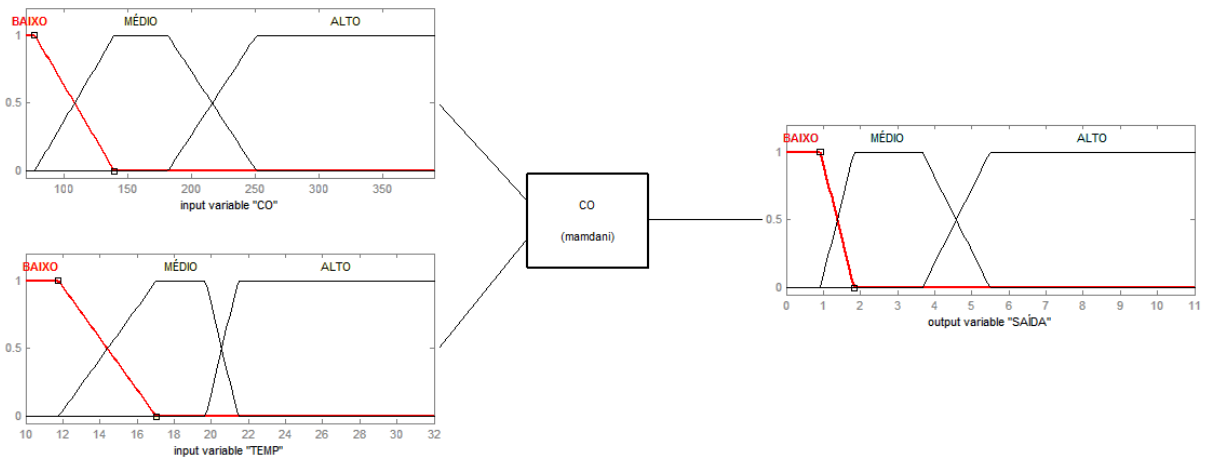 BAIXO MÉDIO ALTO
1
0.5
0
100 150 200 250 300 350
input variable "CO"
BAIXO MÉDIO ALTO
1
0.5
0
10 12 14 16 18 20 22 24 26 28 30 32
input variable "TEMP"
CO
(mamdani)
BAIXO MÉDIO ALTO
1
0.5
0
0 1 2 3 4 5 6 7 8 9 10 11
output variable "SAÍDA"